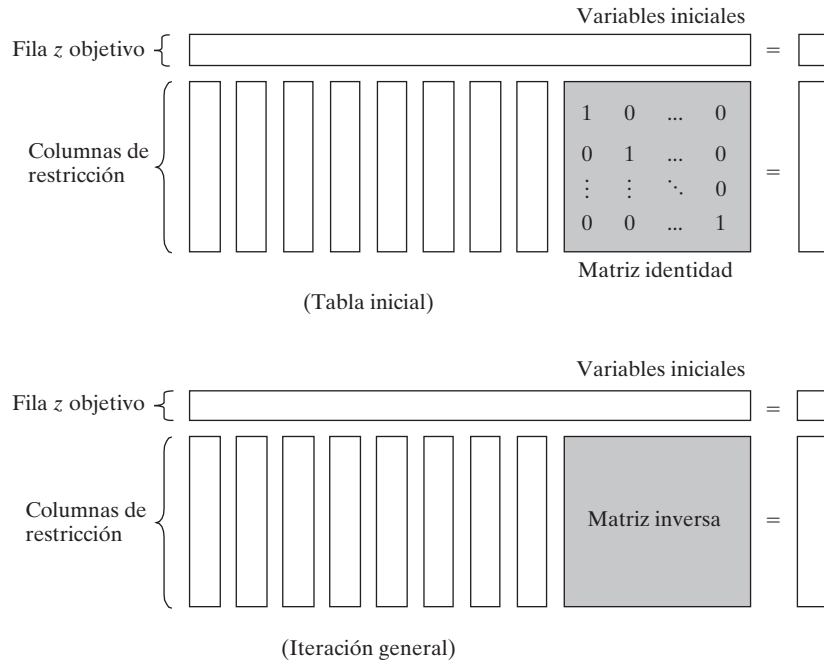 Variables iniciales
Fila z objetivo
=
Columnas de
restricción
1 0 ... 0
0 1 ... 0
⋮ ⋮ ⋱ 0
0 0 ... 1
=
Matriz identidad
(Tabla inicial)
Variables iniciales
Fila z objetivo
=
Columnas de
restricción
Matriz inversa
=
(Iteración general)